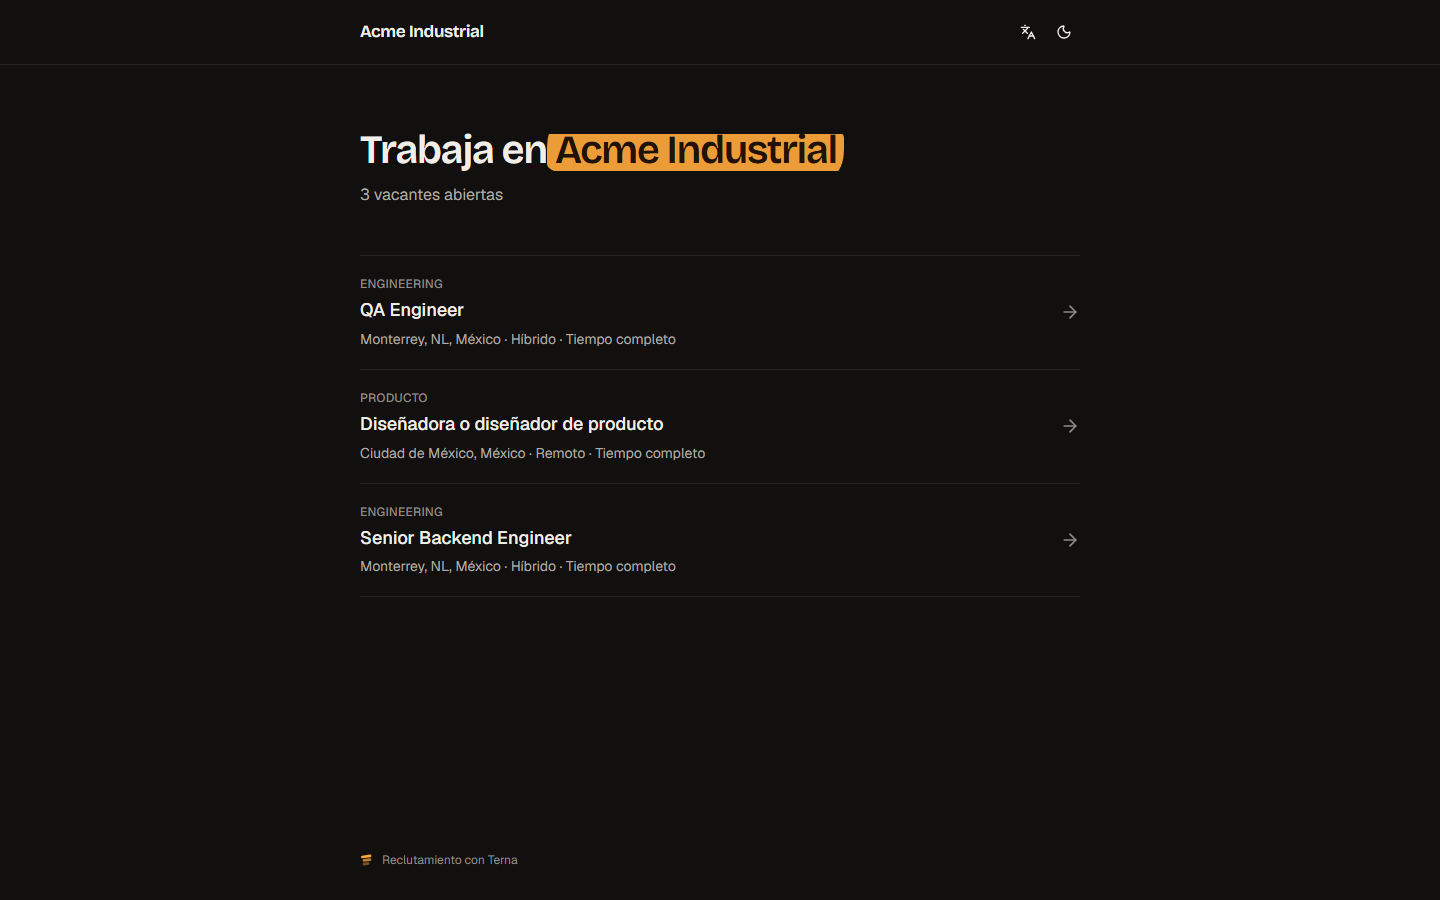 Acme Industrial
Trabaja en Acme Industrial
3 vacantes abiertas
ENGINEERING
QA Engineer
Monterrey, NL, México · Híbrido · Tiempo completo
PRODUCTO
Diseñadora o diseñador de producto
Ciudad de México, México · Remoto · Tiempo completo
ENGINEERING
Senior Backend Engineer
Monterrey, NL, México · Híbrido · Tiempo completo
Reclutamiento con Terna